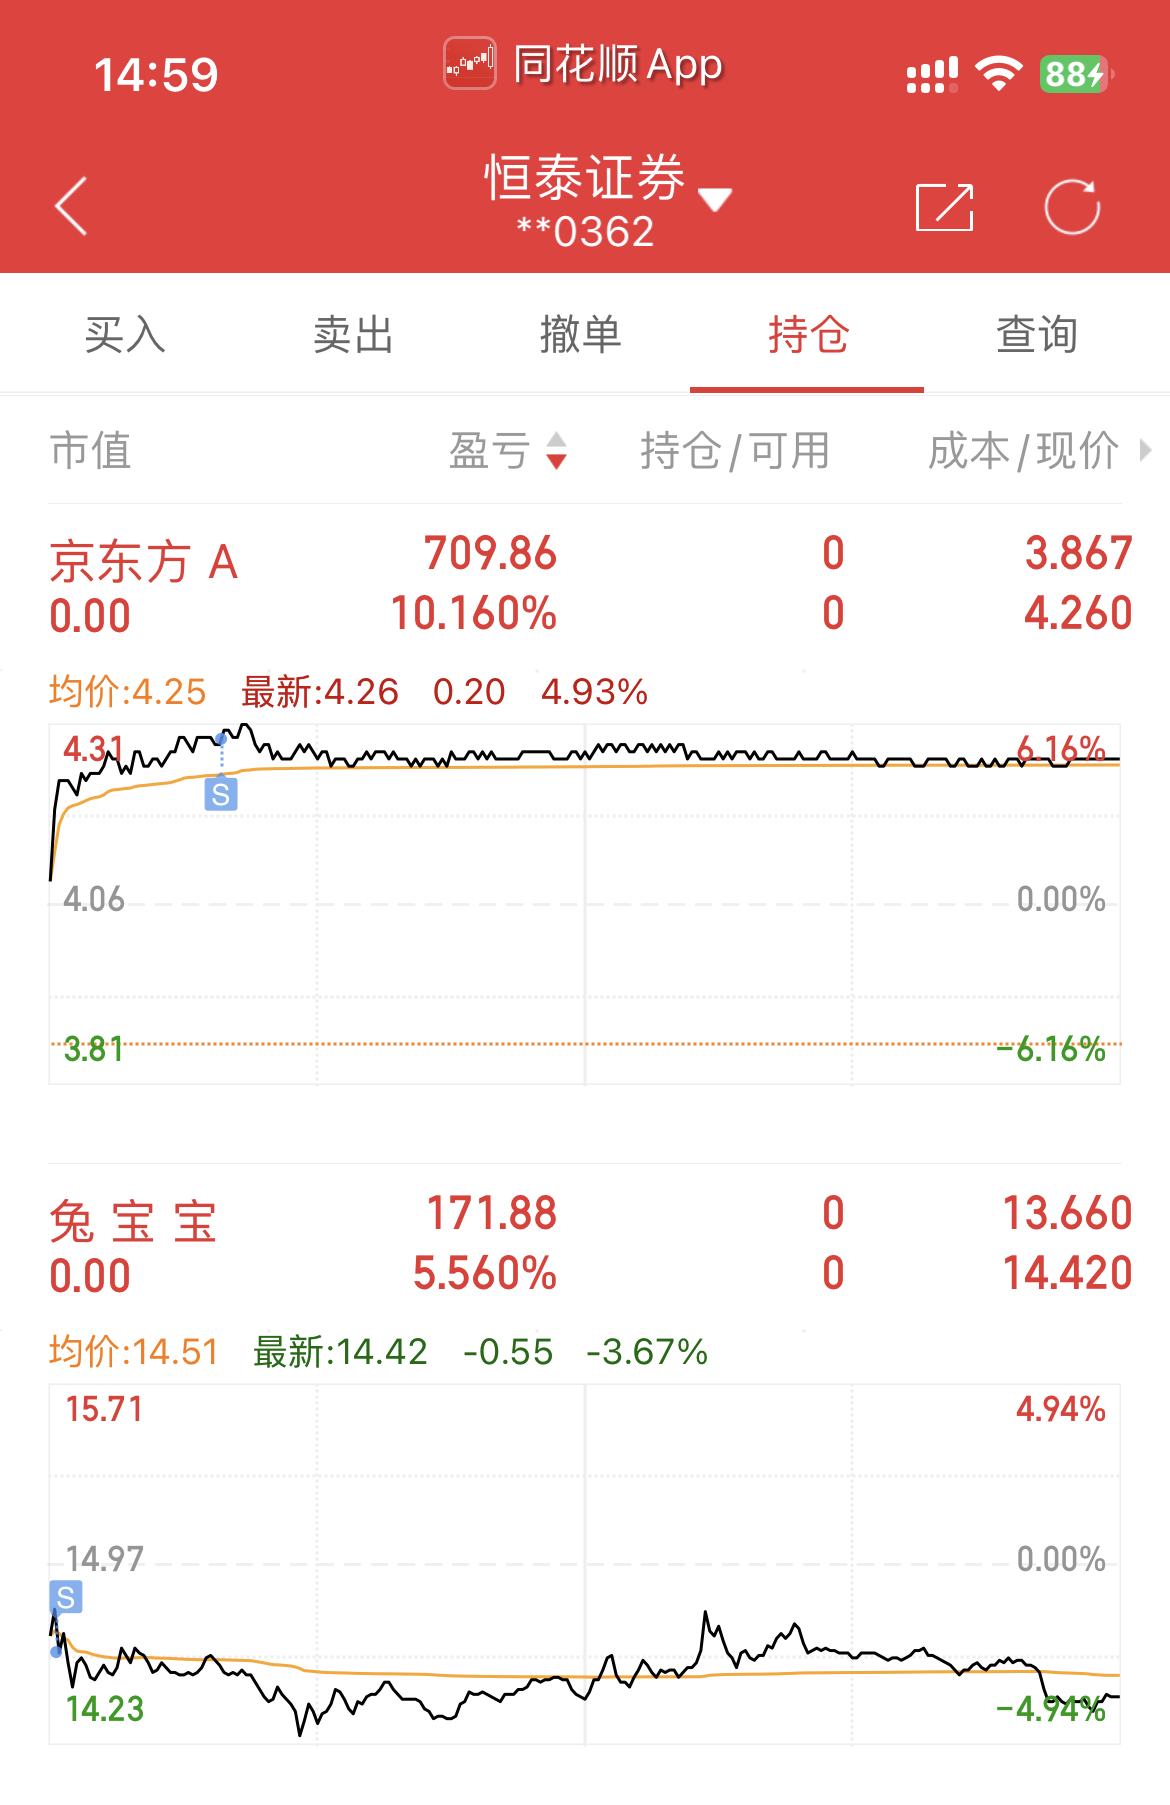 14:59
同花顺 App
88
恒泰证券
**0362
买入 卖出 撤单 持仓 查询
市值 盈亏 持仓/可用 成本/现价
京东方 A 709.86 0 3.867
0.00 10.160% 0 4.260
均价:4.25 最新:4.26 0.20 4.93%
4.31 6.16%
S
4.06 0.00%
3.81 -6.16%
兔 宝 宝 171.88 0 13.660
0.00 5.560% 0 14.420
均价:14.51 最新:14.42 -0.55 -3.67%
15.71 4.94%
14.97 0.00%
S
14.23 -4.94%